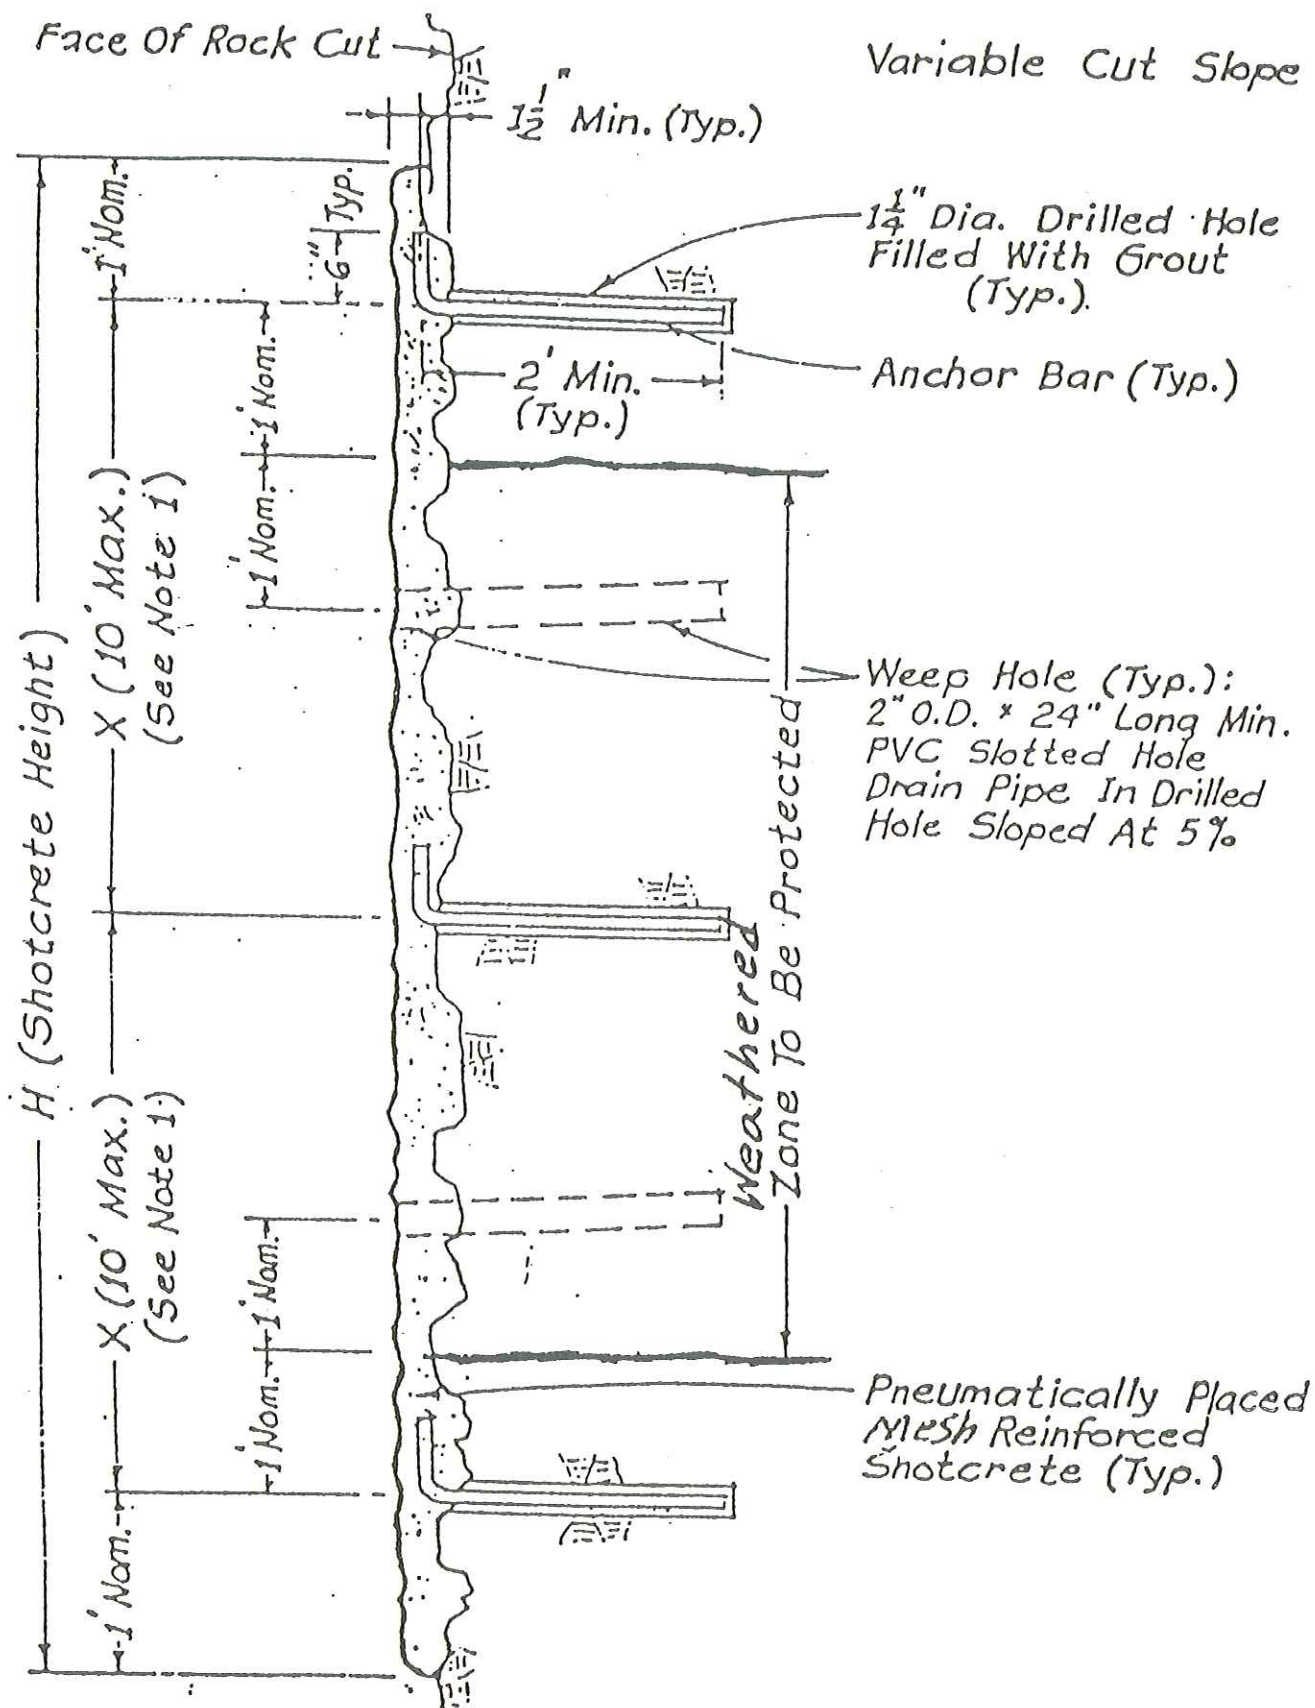 Face Of Rock Cut
Variable Cut Slope
1 1/2" Min. (Typ.)
1' Nom.
6" Typ.
1 1/4" Dia. Drilled Hole
Filled With Grout
(Typ.).
Anchor Bar (Typ.)
2' Min.
(Typ.)
1' Nom.
1' Nom.
X (10' Max.)
(See Note 1)
H (Shotcrete Height)
Weep Hole (Typ.):
2" O.D. x 24" Long Min.
PVC Slotted Hole
Drain Pipe In Drilled
Hole Sloped At 5%
Weathered
Zone To Be Protected
X (10' Max.)
(See Note 1)
1' Nom.
1' Nom.
1' Nom.
Pneumatically Placed
Mesh Reinforced
Shotcrete (Typ.)